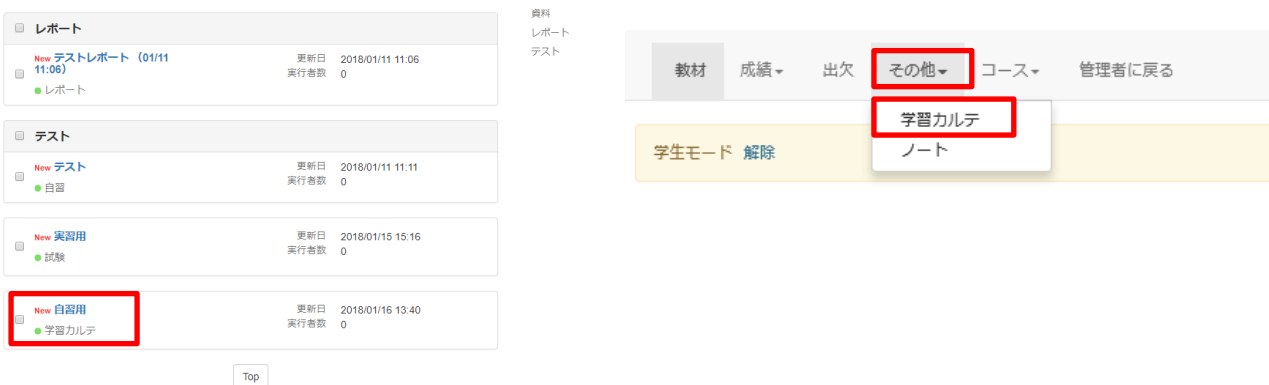 レポート
New テストレポート（01/11
11:06）
更新日 2018/01/11 11:06
実行者数 0
レポート
テスト
New テスト
更新日 2018/01/11 11:11
実行者数 0
自習
New 実習用
更新日 2018/01/15 15:16
実行者数 0
試験
New 自習用
更新日 2018/01/16 13:40
実行者数 0
学習カルテ
Top
資料
レポート
テスト
教材 成績 出欠 その他 コース 管理者に戻る
学習カルテ
ノート
学生モード 解除